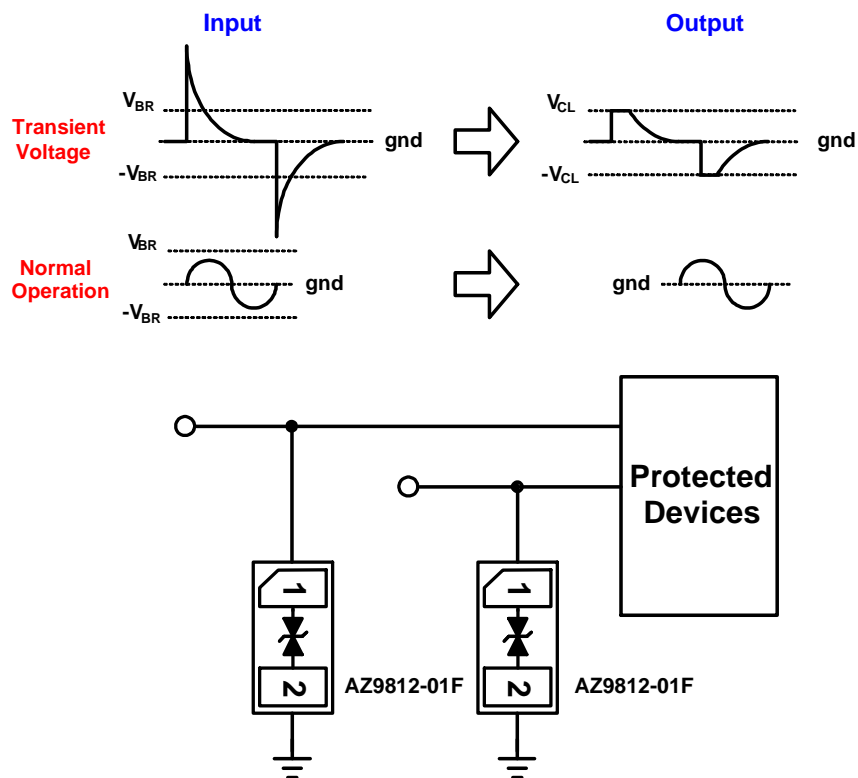 Input
Output
Transient
Voltage
VBR
gnd
-VBR
VCL
gnd
-VCL
Normal
Operation
VBR
gnd
-VBR
gnd
Protected
Devices
1
2
AZ9812-01F
1
2
AZ9812-01F